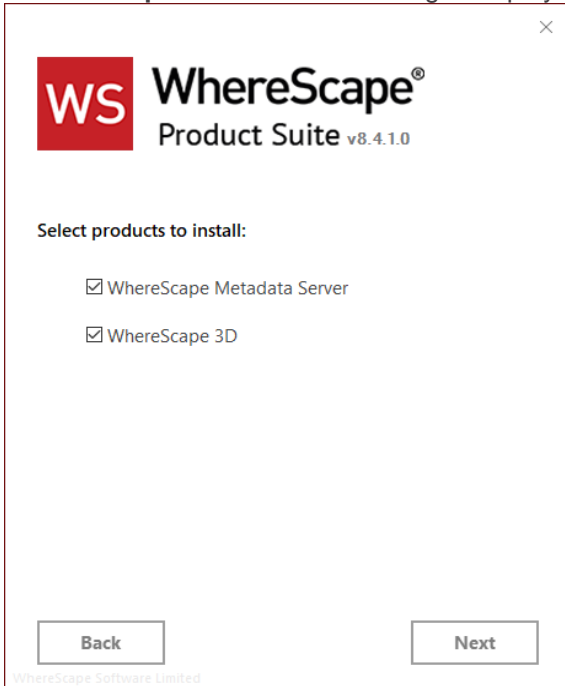 WS WhereScape®
Product Suite v8.4.1.0
Select products to install:
WhereScape Metadata Server
WhereScape 3D
Back Next
WhereScape Software Limited